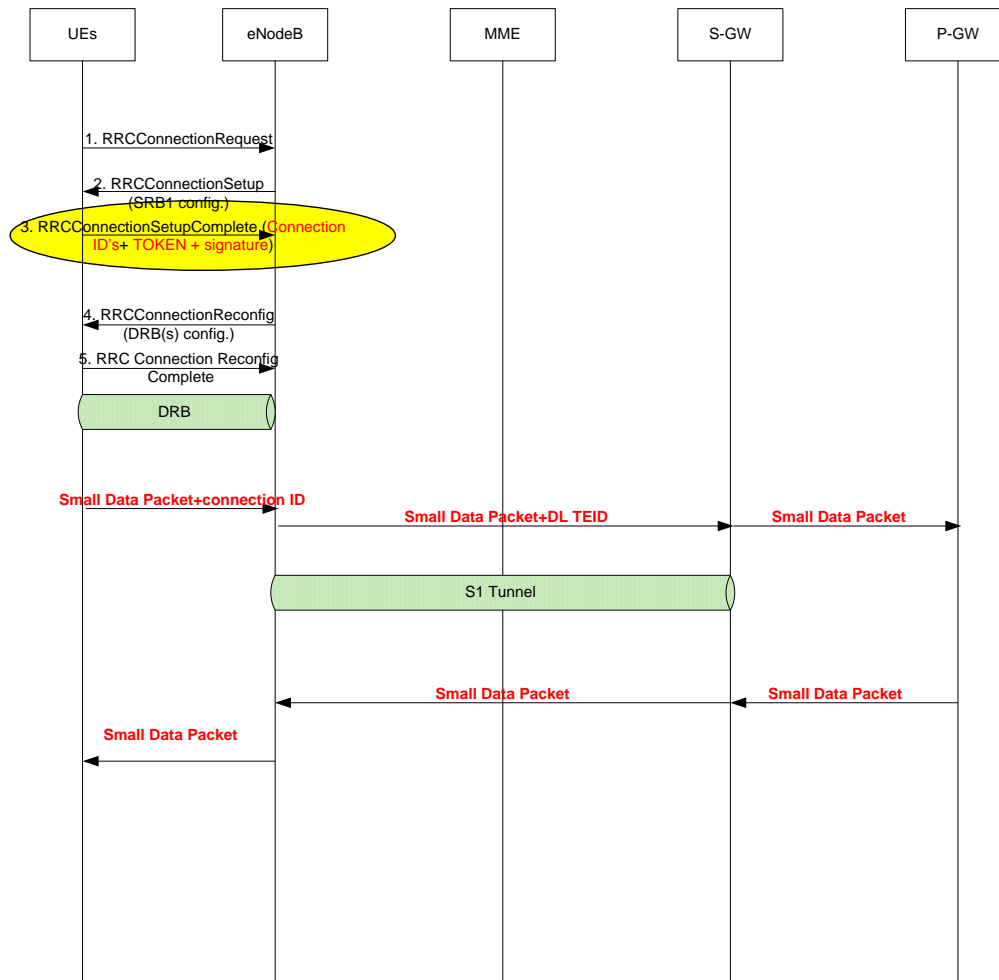 UEs
eNodeB
MME
S-GW
P-GW
1. RRCConnectionRequest
2. RRCConnectionSetup
(SRB1 config.)
3. RRCConnectionSetupComplete (Connection
ID's+ TOKEN + signature)
4. RRCConnectionReconfig
(DRB(s) config.)
5. RRC Connection Reconfig
Complete
DRB
Small Data Packet+connection ID
Small Data Packet+DL TEID
Small Data Packet
S1 Tunnel
Small Data Packet
Small Data Packet
Small Data Packet